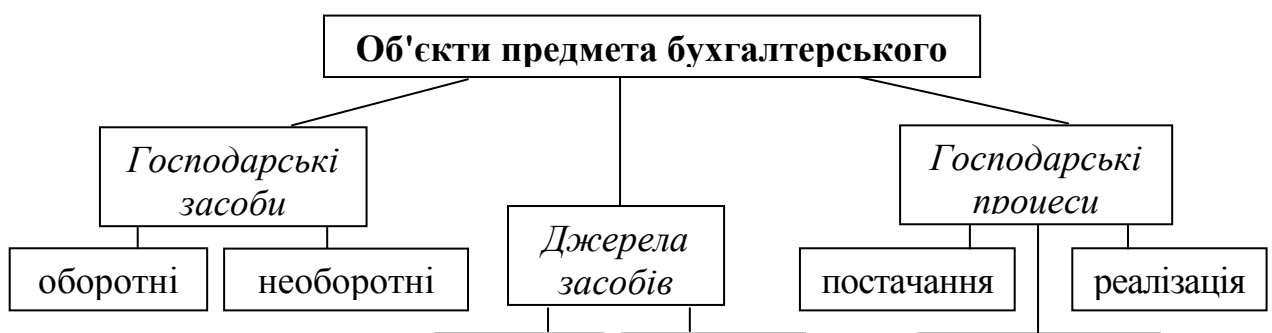 Об'єкти предмета бухгалтерського
Господарські
засоби
Господарські
процеси
Джерела
засобів
оборотні
необоротні
постачання
реалізація